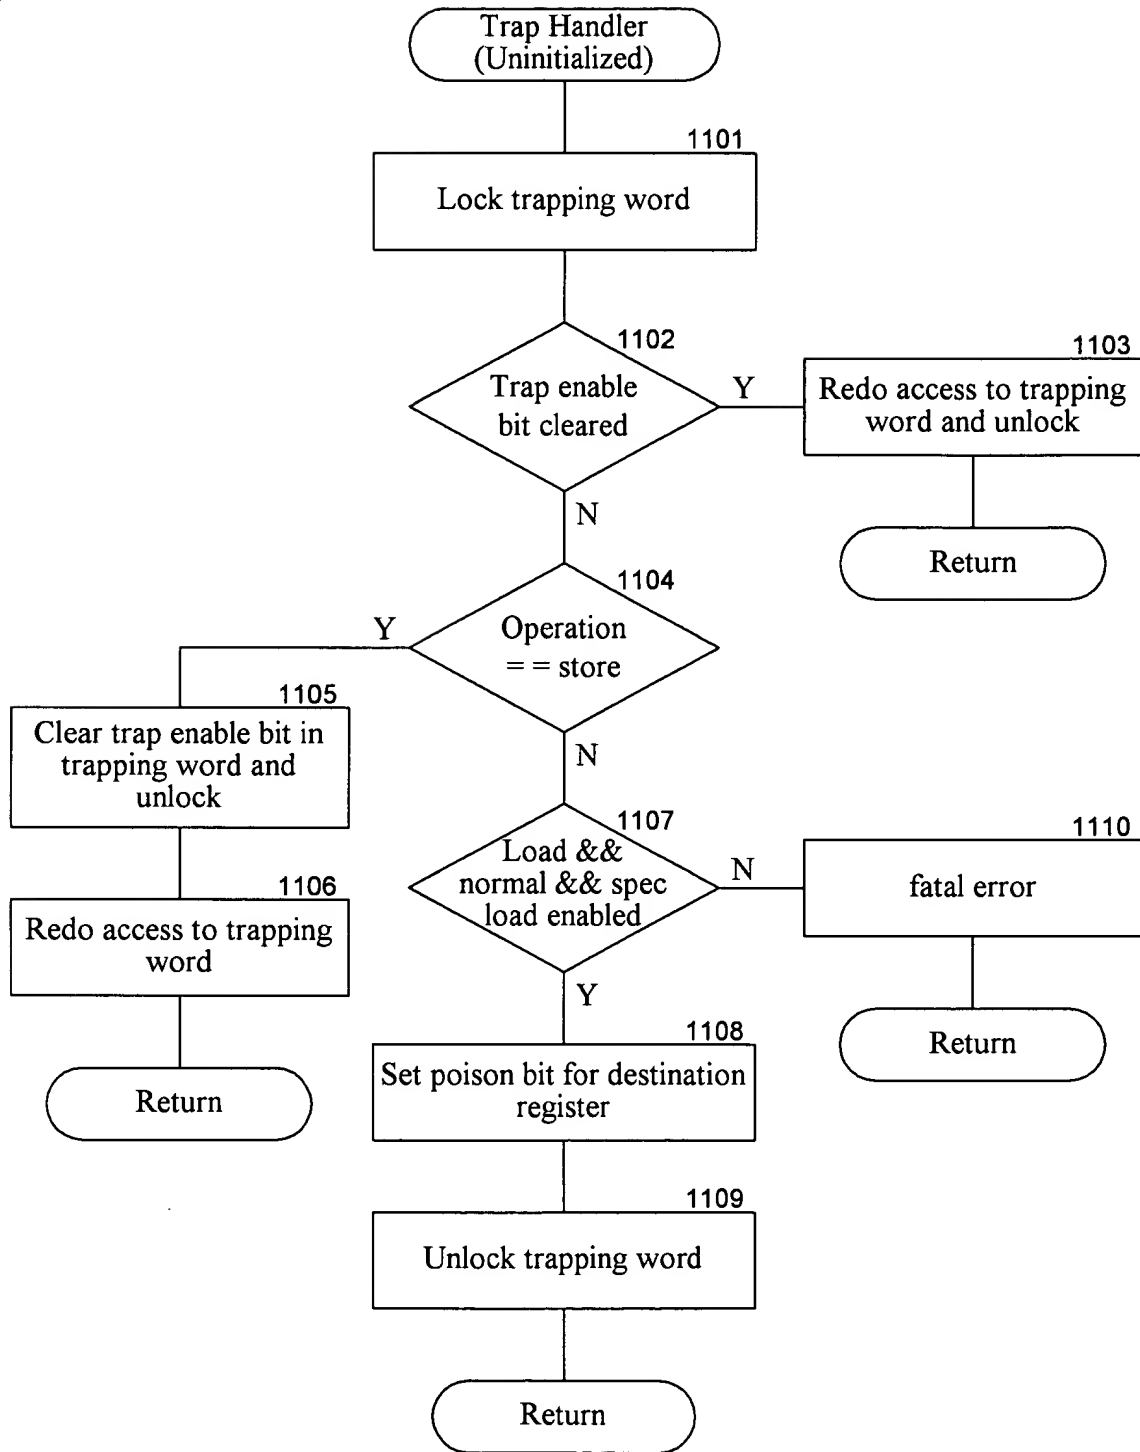 Trap Handler
(Uninitialized)
1101
Lock trapping word
1102
Trap enable
bit cleared
Y
N
1103
Redo access to trapping
word and unlock
Return
1104
Operation
= = store
Y
N
1105
Clear trap enable bit in
trapping word and
unlock
1106
Redo access to trapping
word
Return
1107
Load &&
normal && spec
load enabled
N
Y
1110
fatal error
Return
1108
Set poison bit for destination
register
1109
Unlock trapping word
Return